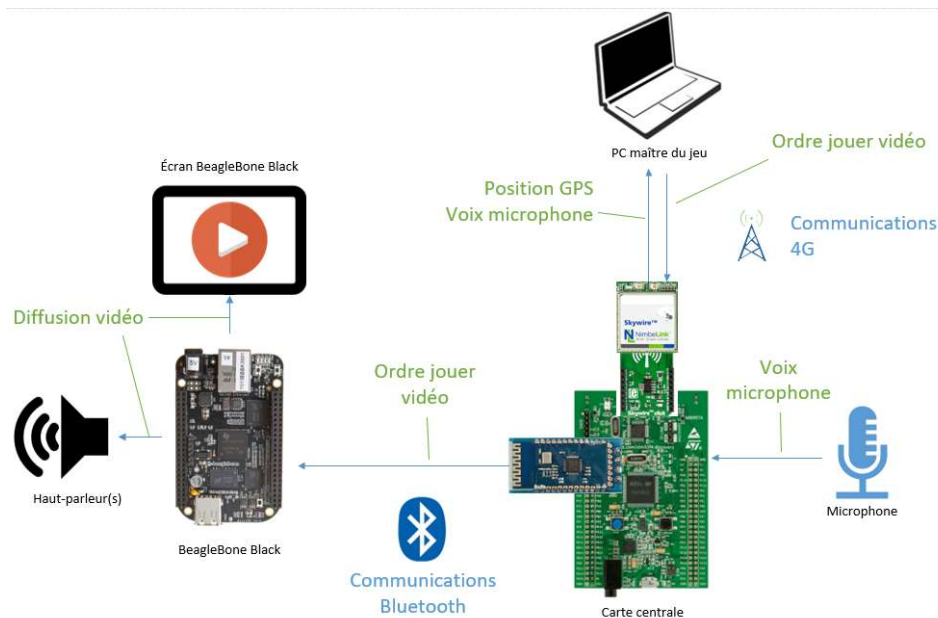 PC maître du jeu
Ordre jouer vidéo
Écran BeagleBone Black
Position GPS
Voix microphone
Communications
4G
Skywire™
NimbeLink
Diffusion vidéo
Ordre jouer
vidéo
Voix
microphone
Haut-parleur(s)
BeagleBone Black
Microphone
Communications
Bluetooth
Carte centrale